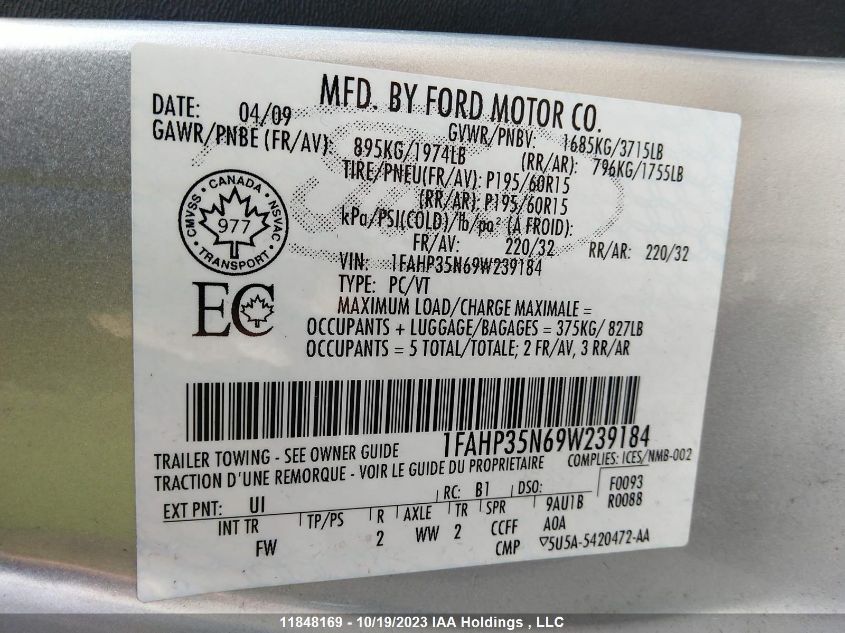 MFD. BY FORD MOTOR CO.
DATE: 04/09 GVWR/PNBV: 1685KG/3715LB
GAWR/PNBE (FR/AV): 895KG/1974LB (RR/AR): 796KG/1755LB
TIRE/PNEU(FR/AV): P195/60R15
(RR/AR): P195/60R15
kPa/PSI(COLD)/lb/po² (À FROID):
FR/AV: 220/32 RR/AR: 220/32
CANADA
CMVSS 977 NSVAC
TRANSPORT
VIN: 1FAHP35N69W239184
TYPE: PC/VT
EC
MAXIMUM LOAD/CHARGE MAXIMALE =
OCCUPANTS + LUGGAGE/BAGAGES = 375KG/ 827LB
OCCUPANTS = 5 TOTAL/TOTALE; 2 FR/AV, 3 RR/AR
1FAHP35N69W239184
TRAILER TOWING - SEE OWNER GUIDE COMPLIES: ICES/NMB-002
TRACTION D'UNE REMORQUE - VOIR LE GUIDE DU PROPRIETAIRE
EXT PNT: UI RC: B1 DSO: F0093
INT TR TP/PS R AXLE TR SPR 9AU1B R0088
FW 2 WW 2 CCFF A0A
CMP ▽5U5A-5420472-AA
11848169 - 10/19/2023 IAA Holdings , LLC